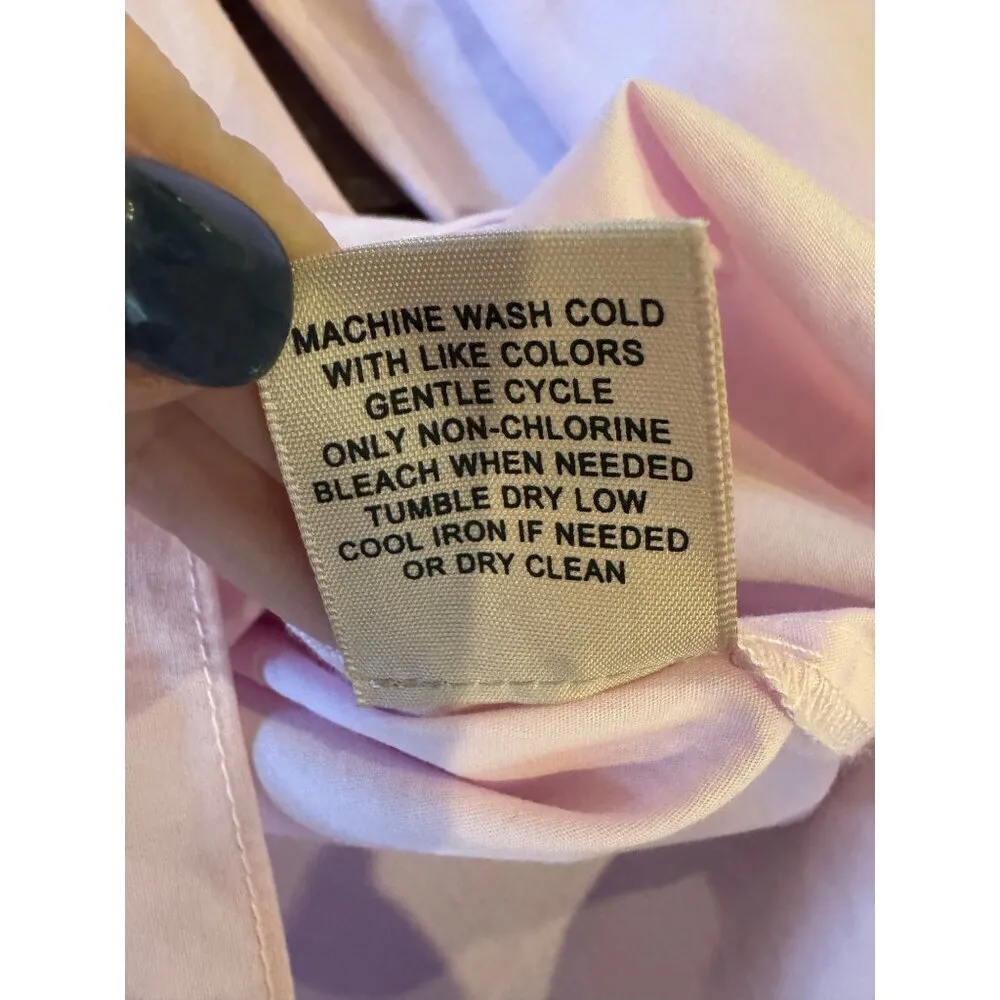 MACHINE WASH COLD
WITH LIKE COLORS
GENTLE CYCLE
ONLY NON-CHLORINE
BLEACH WHEN NEEDED
TUMBLE DRY LOW
COOL IRON IF NEEDED
OR DRY CLEAN